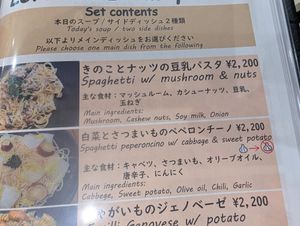 Set contents
本日のスープ/サイドディッシュ2種類
Today's soup / two side dishes
以下よりメインディッシュをお選びください
Please choose one main dish from the following
きのことナッツの豆乳パスタ ¥2,200
Spaghetti w/ mushroom & nuts
主な食材:マッシュルーム、カシューナッツ、豆乳、
玉ねぎ
Main ingredients:
Mushroom, Cashew nuts, Soy milk, Onion
白菜とさつまいものペペロンチーノ ¥2,200
Spaghetti peperoncino w/ cabbage & sweet potato
主な食材:キャベツ、さつまいも、オリーブオイル、
唐辛子、にんにく
Main ingredients:
Cabbage, Sweet potato, Olive oil, Chili, Garlic
じゃがいものジェノベーゼ ¥2,200
Genovese w/ potato